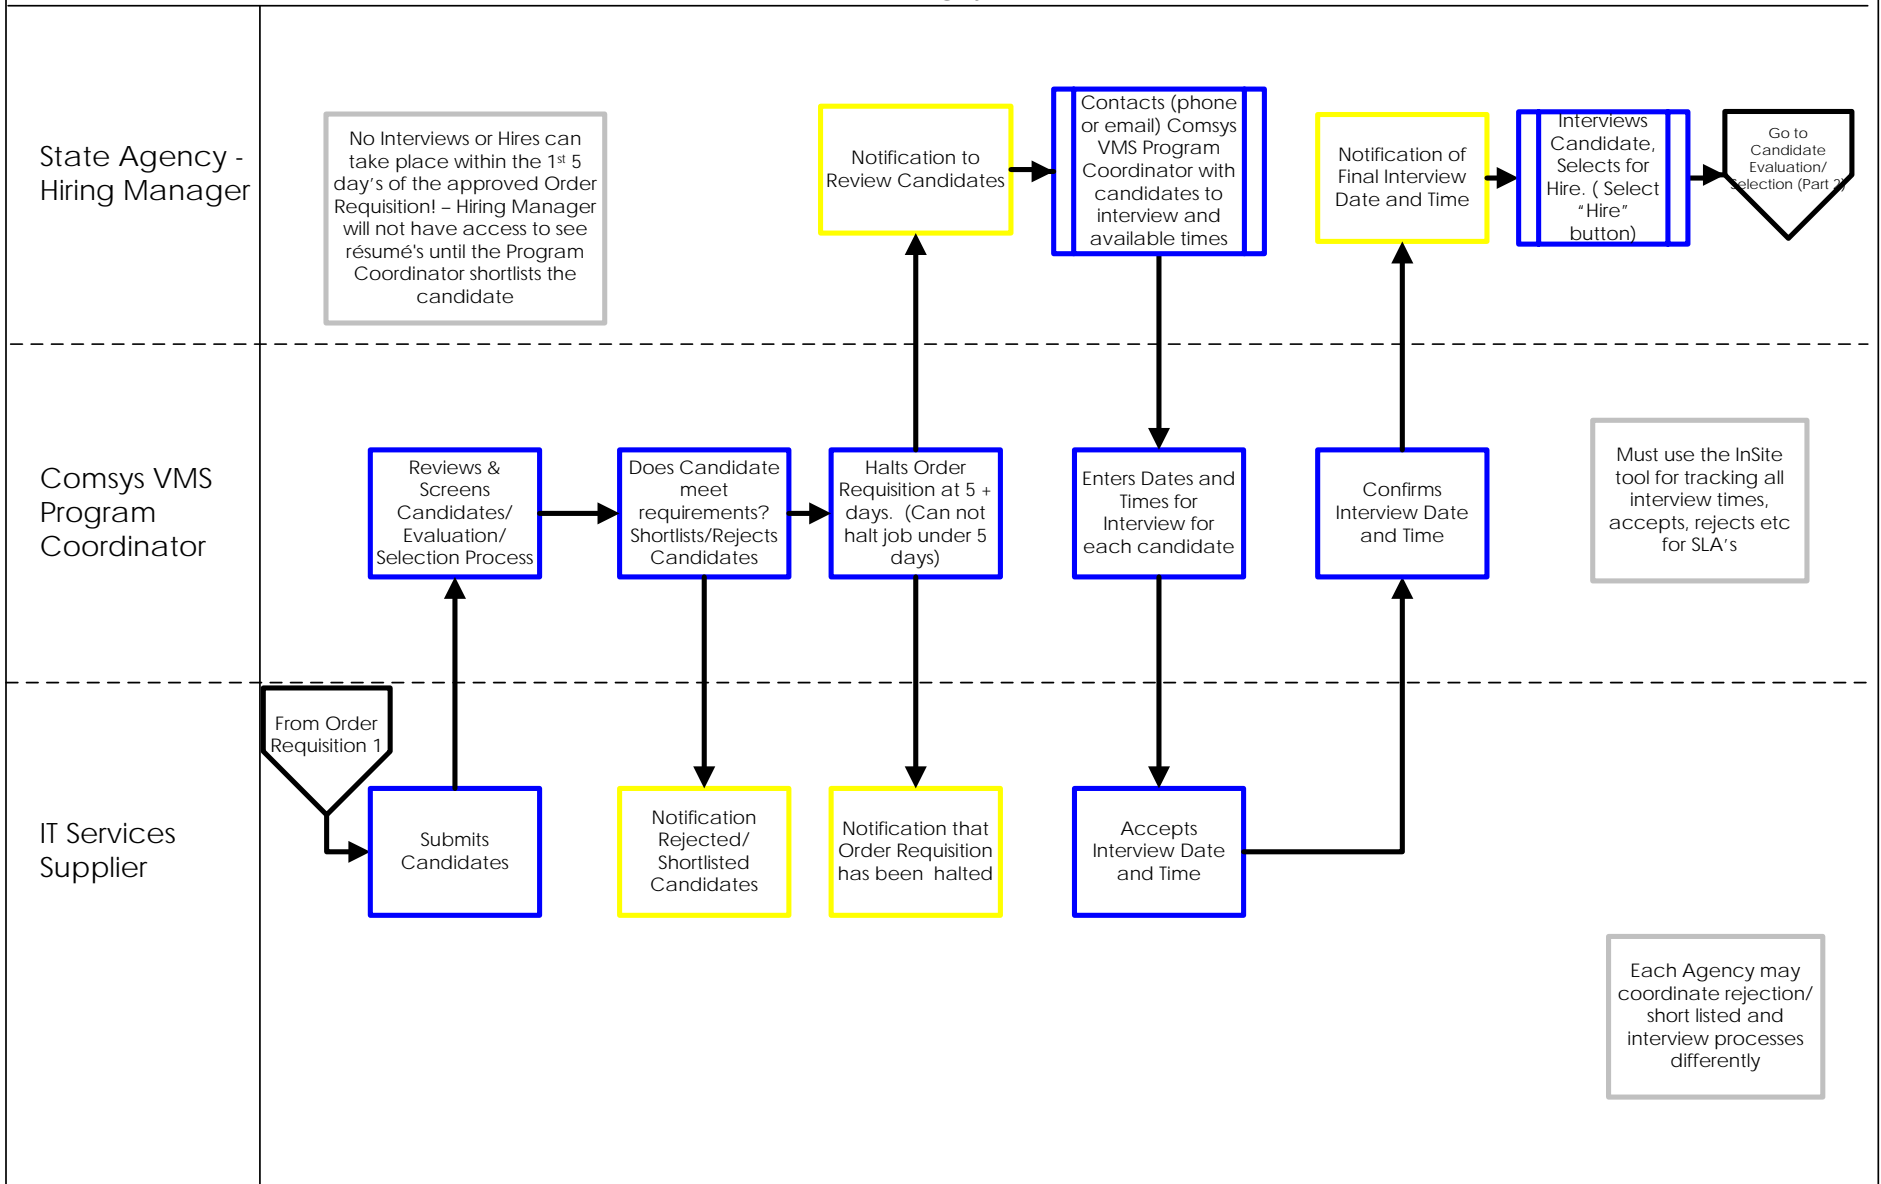 State Agency -
Hiring Manager
No Interviews or Hires can
take place within the 1st 5
day's of the approved Order
Requisition! – Hiring Manager
will not have access to see
résumé's until the Program
Coordinator shortlists the
candidate
Notification to
Review Candidates
Contacts (phone
or email) Comsys
VMS Program
Coordinator with
candidates to
interview and
available times
Notification of
Final Interview
Date and Time
Interviews
Candidate,
Selects for
Hire. ( Select
“Hire”
button)
Go to
Candidate
Evaluation/
Selection (Part 2)
Comsys VMS
Program
Coordinator
Reviews &
Screens
Candidates/
Evaluation/
Selection Process
Does Candidate
meet
requirements?
Shortlists/Rejects
Candidates
Halts Order
Requisition at 5 +
days. (Can not
halt job under 5
days)
Enters Dates and
Times for
Interview for
each candidate
Confirms
Interview Date
and Time
Must use the InSite
tool for tracking all
interview times,
accepts, rejects etc
for SLA's
IT Services
Supplier
From Order
Requisition 1
Submits
Candidates
Notification
Rejected/
Shortlisted
Candidates
Notification that
Order Requisition
has been halted
Accepts
Interview Date
and Time
Each Agency may
coordinate rejection/
short listed and
interview processes
differently